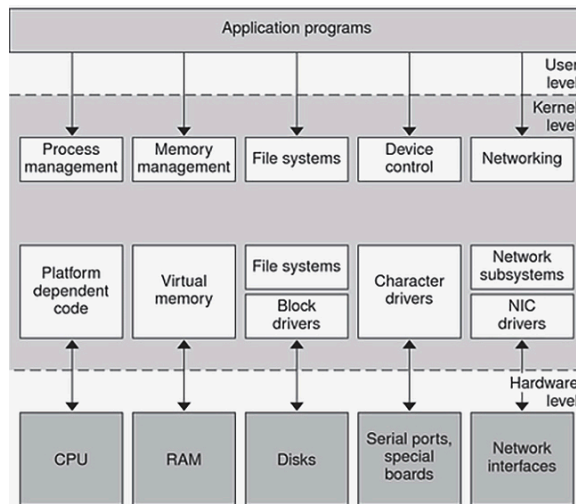 Application programs
User
level
Kernel
level
Process
management
Memory
management
File systems
Device
control
Networking
Platform
dependent
code
Virtual
memory
File systems
Block
drivers
Character
drivers
Network
subsystems
NIC
drivers
Hardware
level
CPU
RAM
Disks
Serial ports,
special
boards
Network
interfaces